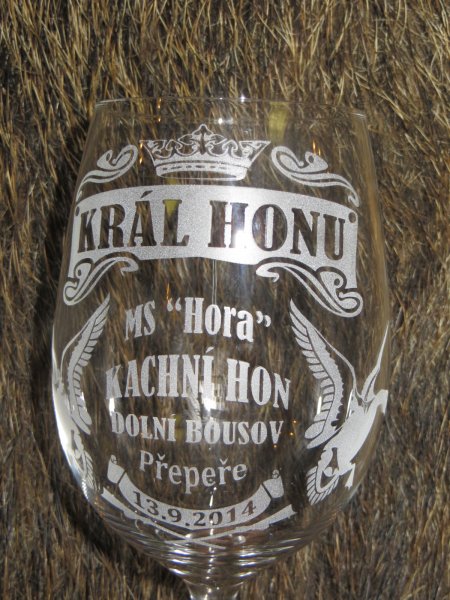 KRÁL HONU
MS "Hora"
KACHNÍ HON
DOLNÍ BOUSOV
Přepeře
13.9.2014